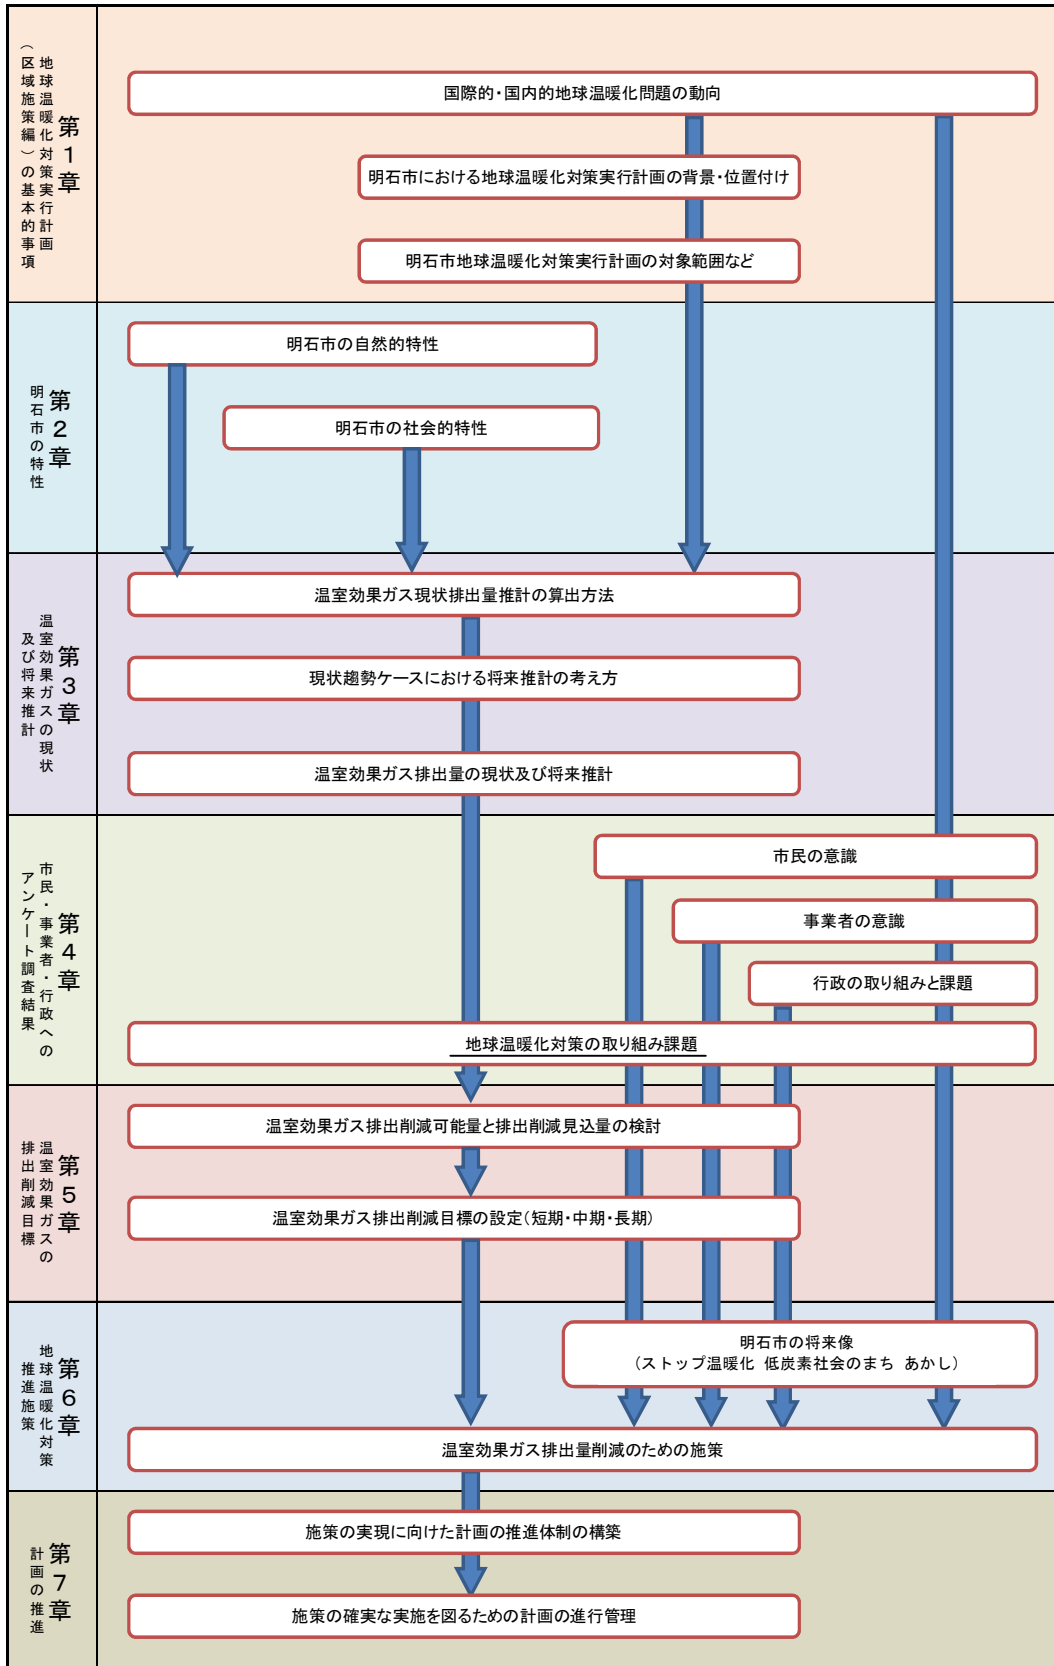 第１章
地球温暖化対策実行計画
（区域施策編）の基本的事項
国際的・国内的地球温暖化問題の動向
明石市における地球温暖化対策実行計画の背景・位置付け
明石市地球温暖化対策実行計画の対象範囲など
第２章
明石市の特性
明石市の自然的特性
明石市の社会的特性
第３章
温室効果ガスの現状
及び将来推計
温室効果ガス現状排出量推計の算出方法
現状趨勢ケースにおける将来推計の考え方
温室効果ガス排出量の現状及び将来推計
第４章
市民・事業者・行政への
アンケート調査結果
市民の意識
事業者の意識
行政の取り組みと課題
地球温暖化対策の取り組み課題
第５章
温室効果ガスの
排出削減目標
温室効果ガス排出削減可能量と排出削減見込量の検討
温室効果ガス排出削減目標の設定（短期・中期・長期）
第６章
地球温暖化対策
推進施策
明石市の将来像
（ストップ温暖化 低炭素社会のまち あかし）
温室効果ガス排出量削減のための施策
第７章
計画の推進
施策の実現に向けた計画の推進体制の構築
施策の確実な実施を図るための計画の進行管理